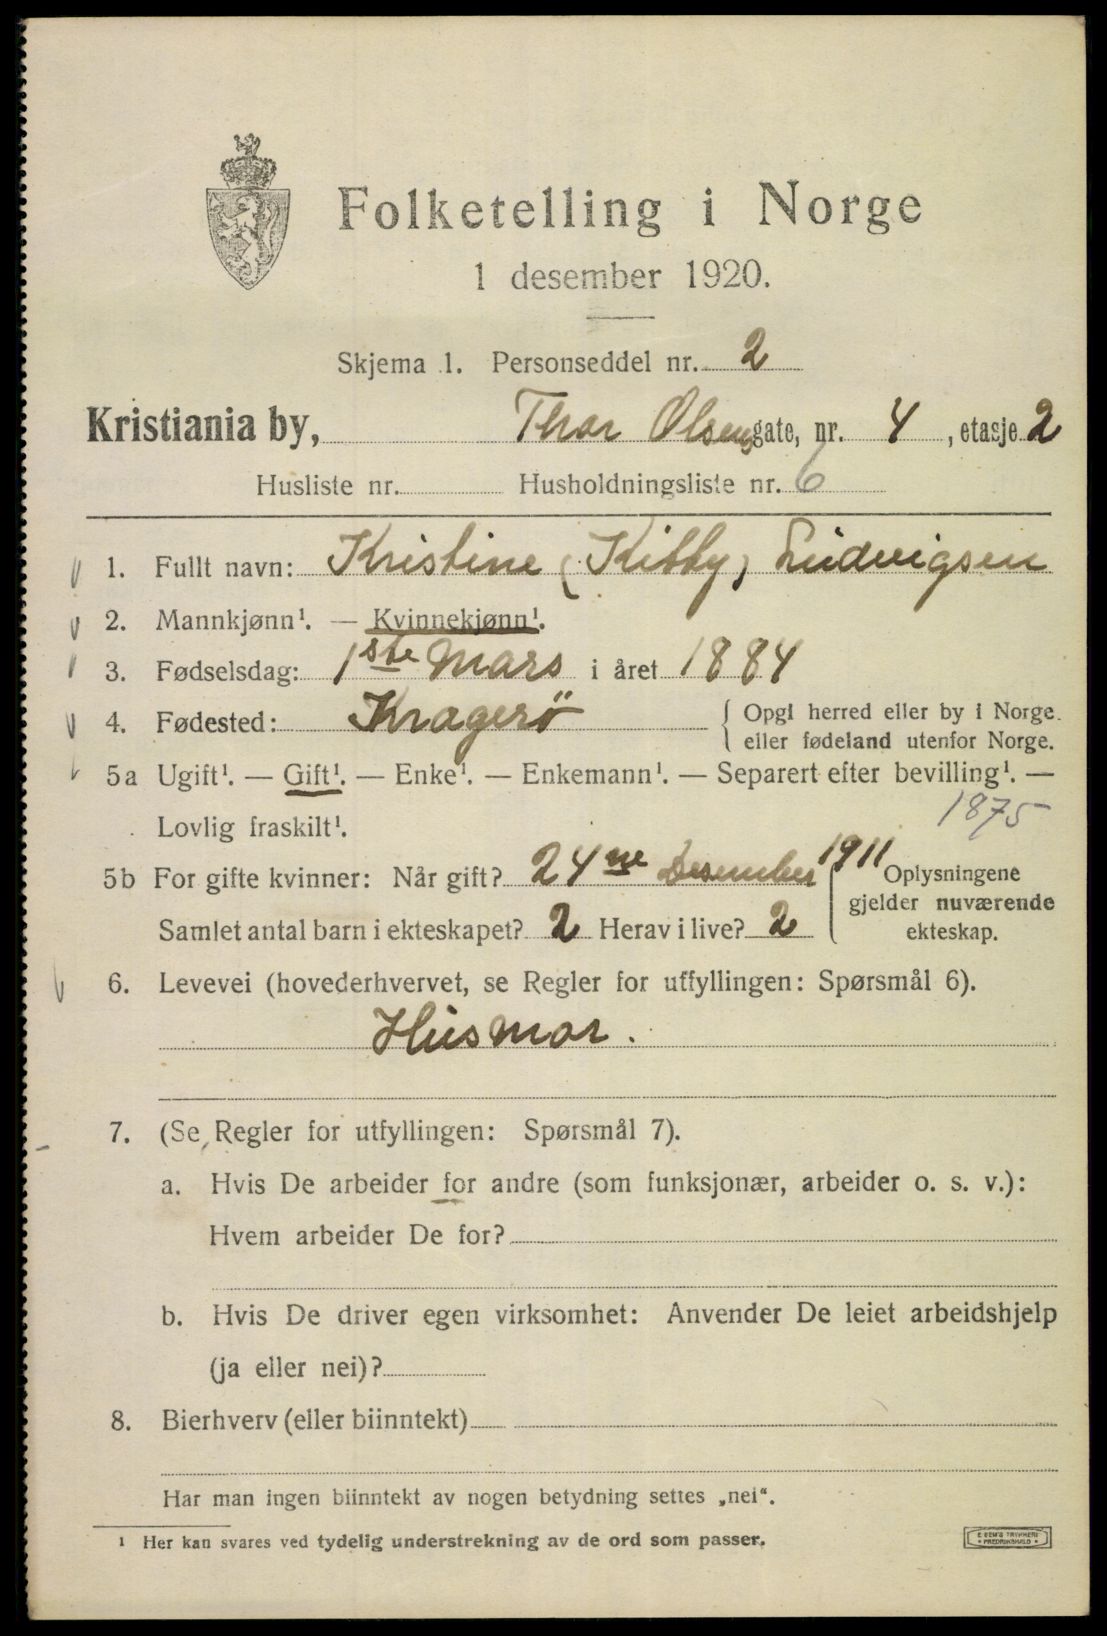 Folketelling i Norge
1 desember 1920.
Skjema 1. Personseddel nr. 2
Kristiania by, Thor Olsens gate, nr. 4, etasje 2
Husliste nr. Husholdningsliste nr. 6
1. Fullt navn: Kristine (Kitty) Ludvigsen
2. Mannkjønn¹. — Kvinnekjønn¹.
3. Fødselsdag: 1ste Mars i året 1884
4. Fødested: Kragerö { Opgi herred eller by i Norge.
eller fødeland utenfor Norge.
5a Ugift¹. — Gift¹. — Enke¹. — Enkemann¹. — Separert efter bevilling¹. —
Lovlig fraskilt¹. 1875
5b For gifte kvinner: Når gift? 24ne Desember 1911 Oplysningene
gjelder nuværende
Samlet antal barn i ekteskapet? 2 Herav i live? 2 ekteskap.
6. Levevei (hovederhvervet, se Regler for utfyllingen: Spørsmål 6).
Husmor.
7. (Se Regler for utfyllingen: Spørsmål 7).
a. Hvis De arbeider for andre (som funksjonær, arbeider o. s. v.):
Hvem arbeider De for?
b. Hvis De driver egen virksomhet: Anvender De leiet arbeidshjelp
(ja eller nei)?
8. Bierhverv (eller biinntekt)
Har man ingen biinntekt av nogen betydning settes „nei“.
¹ Her kan svares ved tydelig understrekning av de ord som passer.
E SEM'S TRYKKERI
FREDRIKSHALD